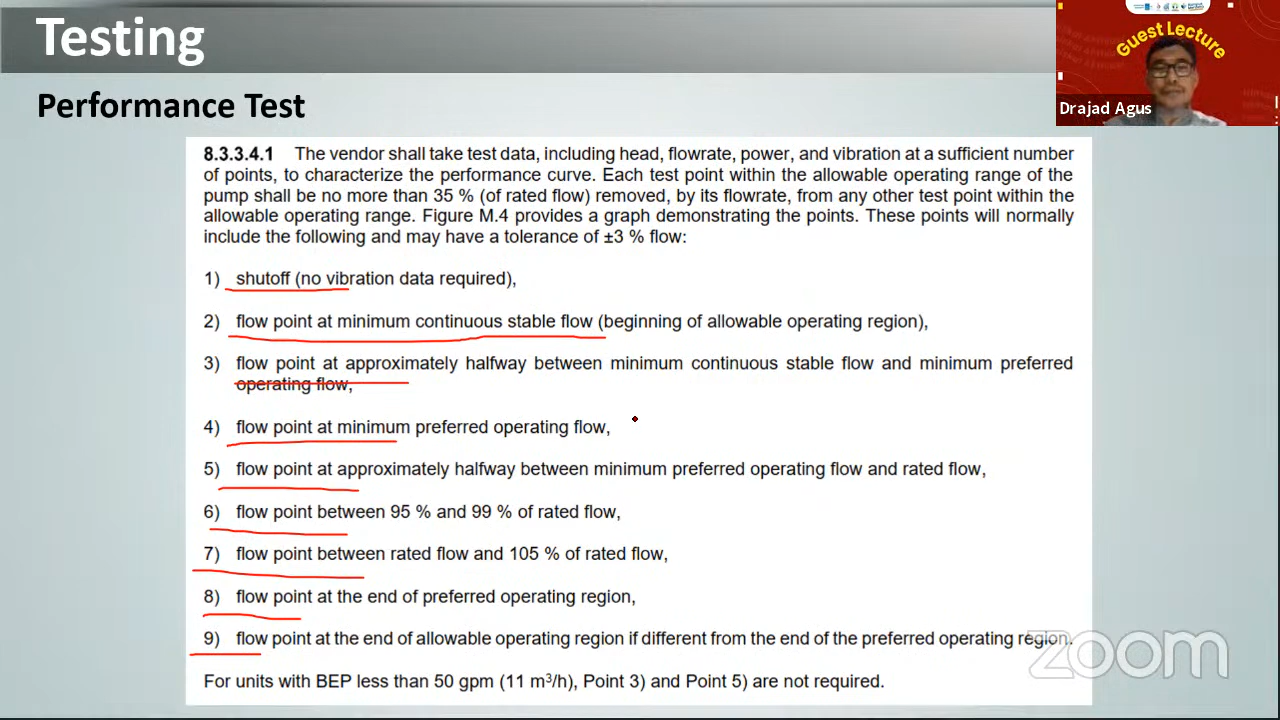 Testing
Guest Lecture
Drajad Agus
Performance Test
8.3.3.4.1 The vendor shall take test data, including head, flowrate, power, and vibration at a sufficient number
of points, to characterize the performance curve. Each test point within the allowable operating range of the
pump shall be no more than 35 % (of rated flow) removed, by its flowrate, from any other test point within the
allowable operating range. Figure M.4 provides a graph demonstrating the points. These points will normally
include the following and may have a tolerance of ±3 % flow:
1) shutoff (no vibration data required),
2) flow point at minimum continuous stable flow (beginning of allowable operating region),
3) flow point at approximately halfway between minimum continuous stable flow and minimum preferred
operating flow,
4) flow point at minimum preferred operating flow,
5) flow point at approximately halfway between minimum preferred operating flow and rated flow,
6) flow point between 95 % and 99 % of rated flow,
7) flow point between rated flow and 105 % of rated flow,
8) flow point at the end of preferred operating region,
9) flow point at the end of allowable operating region if different from the end of the preferred operating region.
zoom
For units with BEP less than 50 gpm (11 m³/h), Point 3) and Point 5) are not required.